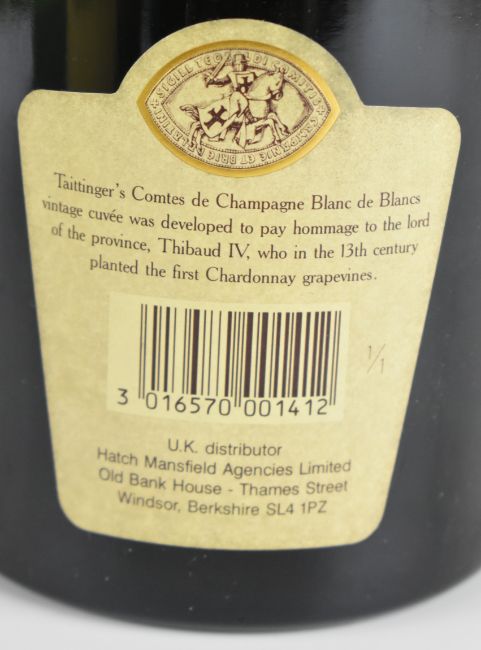 Taittinger's Comtes de Champagne Blanc de Blancs
vintage cuvée was developed to pay hommage to the lord
of the province, Thibaud IV, who in the 13th century
planted the first Chardonnay grapevines.
1/1
3 016570 001412
U.K. distributor
Hatch Mansfield Agencies Limited
Old Bank House - Thames Street
Windsor, Berkshire SL4 1PZ